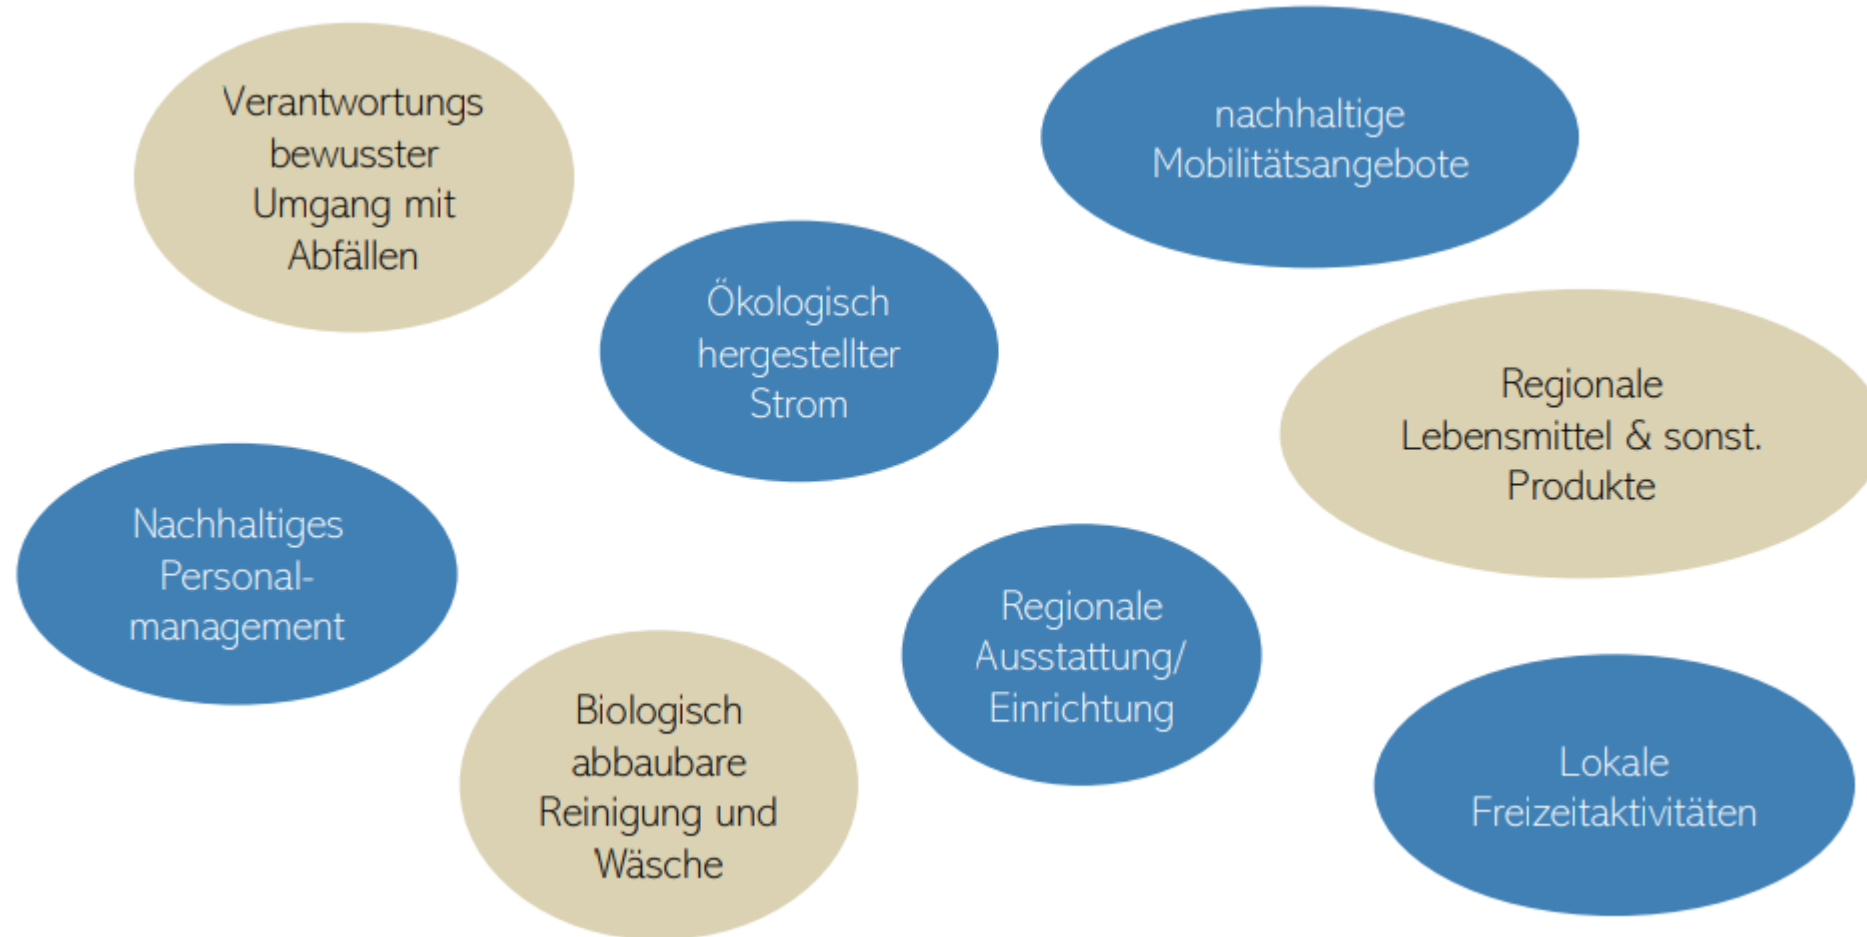 Verantwortungs
bewusster
Umgang mit
Abfällen
nachhaltige
Mobilitätsangebote
Ökologisch
hergestellter
Strom
Regionale
Lebensmittel & sonst.
Produkte
Nachhaltiges
Personal-
management
Regionale
Ausstattung/
Einrichtung
Biologisch
abbaubare
Reinigung und
Wäsche
Lokale
Freizeitaktivitäten